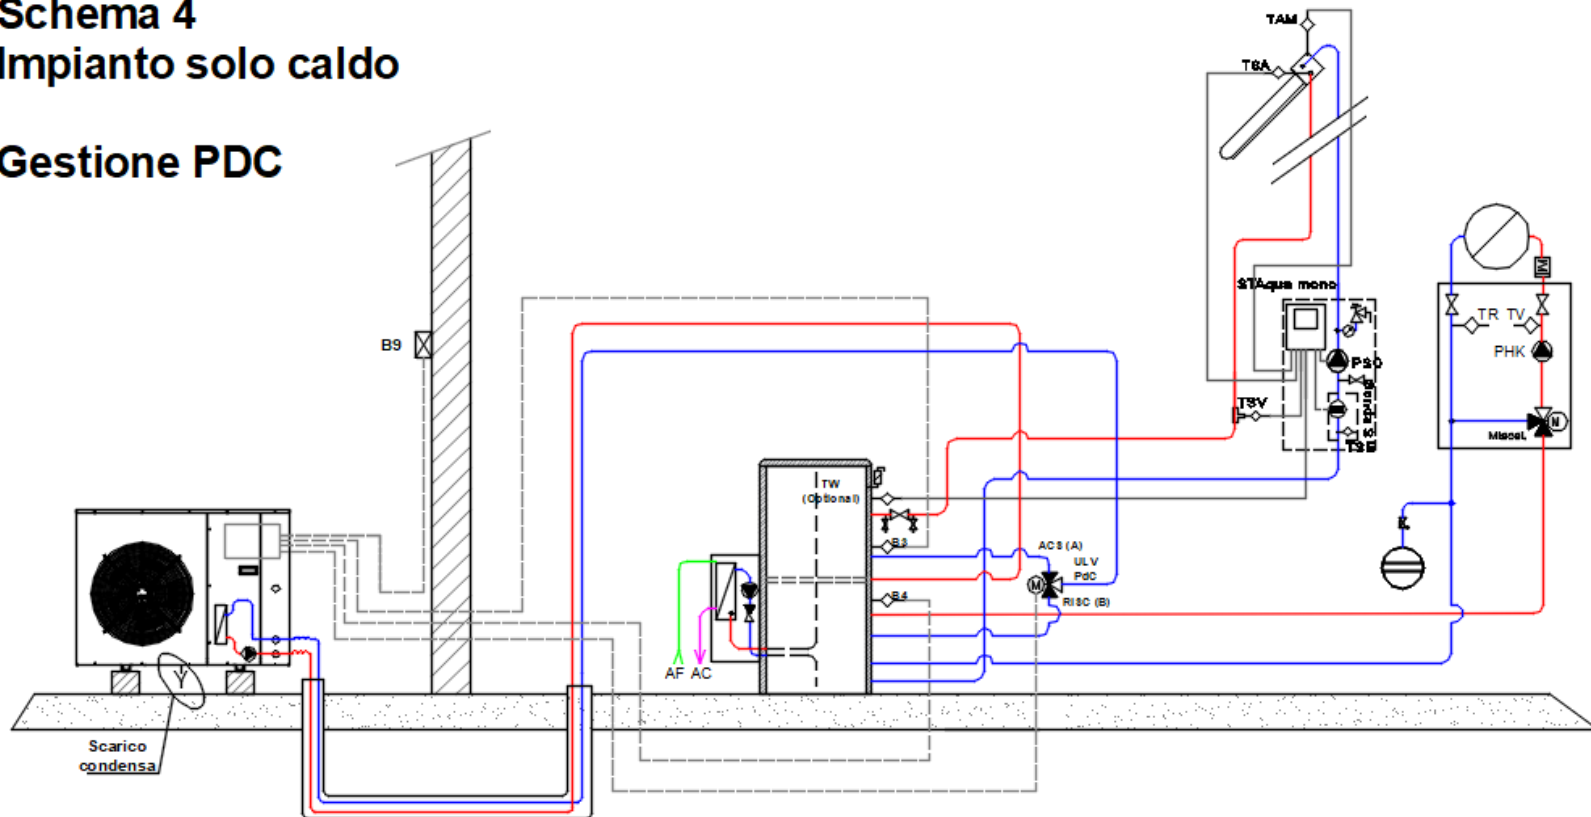 Schema 4
Impianto solo caldo
Gestione PDC
TAM
TSA
STAqua mono
TR TV
PHK
PSO
B9
TSV
Miscel.
TW
(Optional)
B3
ACS (A)
ULV
PdC
M
B4
RISC (B)
AF AC
Scarico
condensa